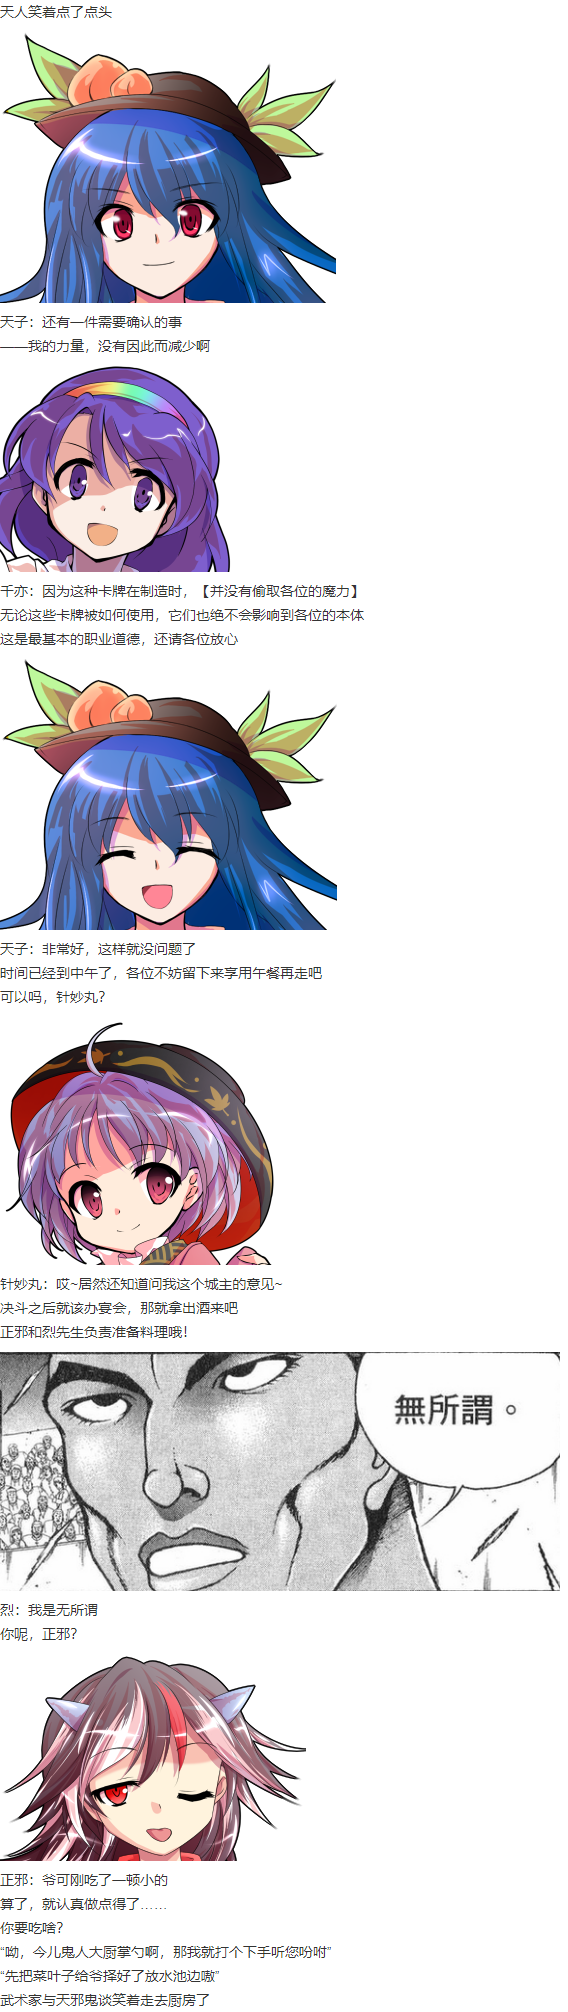 天人笑着点了点头
天子：还有一件需要确认的事
——我的力量，没有因此而减少啊
千亦：因为这种卡牌在制造时，【并没有偷取各位的魔力】
无论这些卡牌被如何使用，它们也绝不会影响到各位的本体
这是最基本的职业道德，还请各位放心
天子：非常好，这样就没问题了
时间已经到中午了，各位不妨留下来享用午餐再走吧
可以吗，针妙丸？
针妙丸：哎~居然还知道问我这个城主的意见~
决斗之后就该办宴会，那就拿出酒来吧
正邪和烈先生负责准备料理哦！
無所謂。
烈：我是无所谓
你呢，正邪？
正邪：爷可刚吃了一顿小的
算了，就认真做点得了……
你要吃啥？
“呦，今儿鬼人大厨掌勺啊，那我就打个下手听您吩咐”
“先把菜叶子给爷择好了放水池边嗷”
武术家与天邪鬼谈笑着走去厨房了